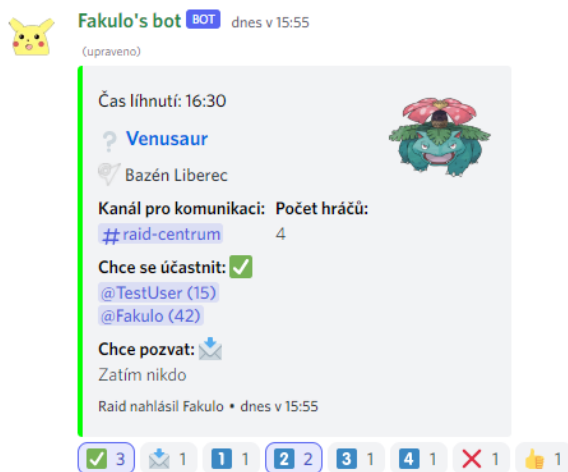 Fakulo's bot BOT dnes v 15:55
(upraveno)
Čas líhnutí: 16:30
Venusaur
Bazén Liberec
Kanál pro komunikaci: Počet hráčů:
#raid-centrum 4
Chce se účastnit:
@TestUser (15)
@Fakulo (42)
Chce pozvat:
Zatím nikdo
Raid nahlásil Fakulo • dnes v 15:55
3 1 1 1 2 2 3 1 4 1 1 1